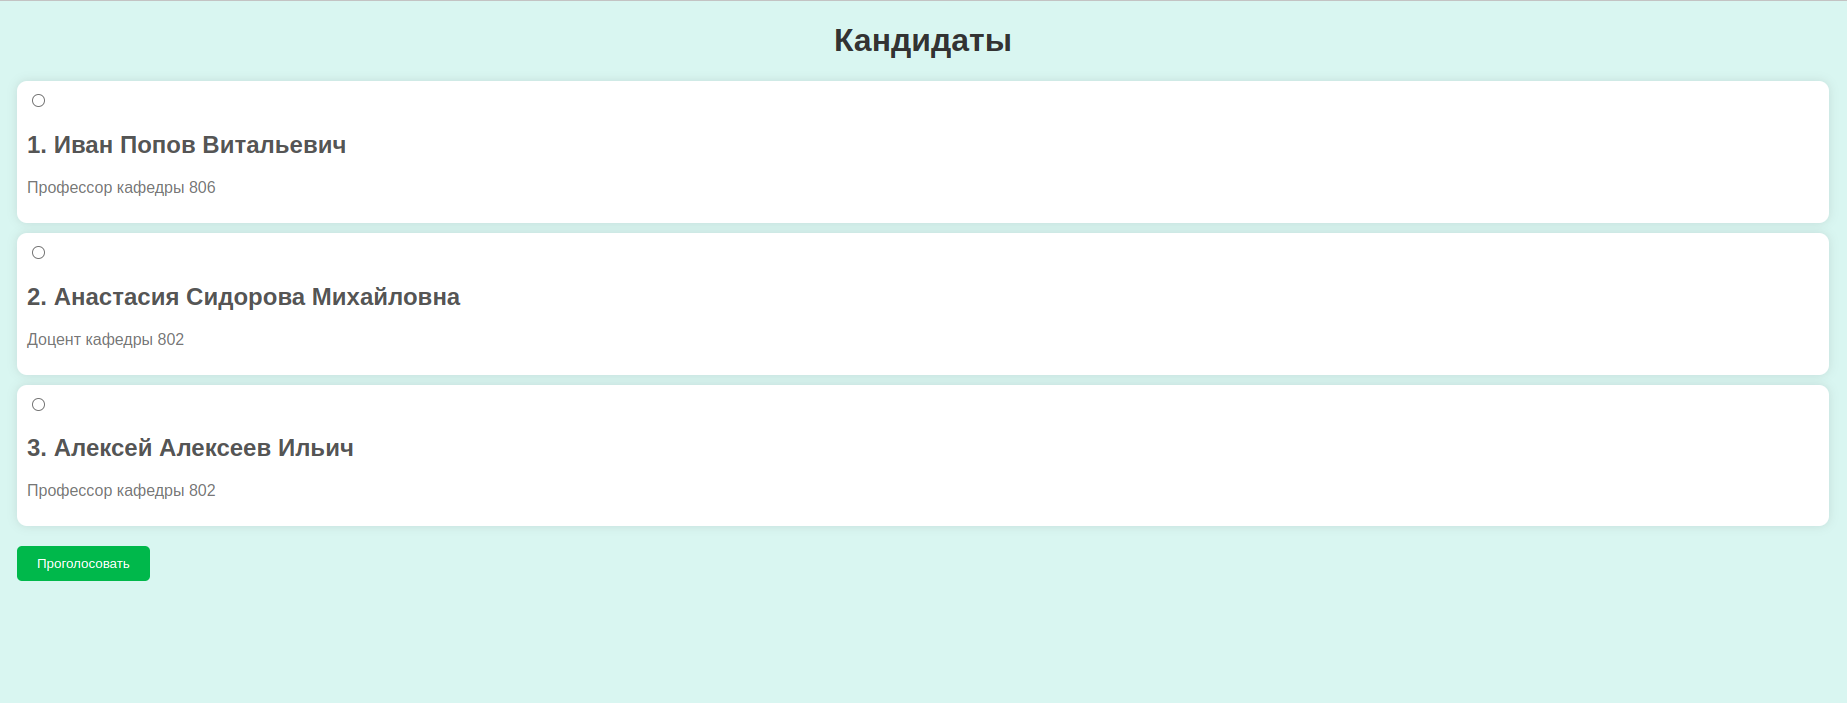 Кандидаты
1. Иван Попов Витальевич
Профессор кафедры 806
2. Анастасия Сидорова Михайловна
Доцент кафедры 802
3. Алексей Алексеев Ильич
Профессор кафедры 802
Проголосовать